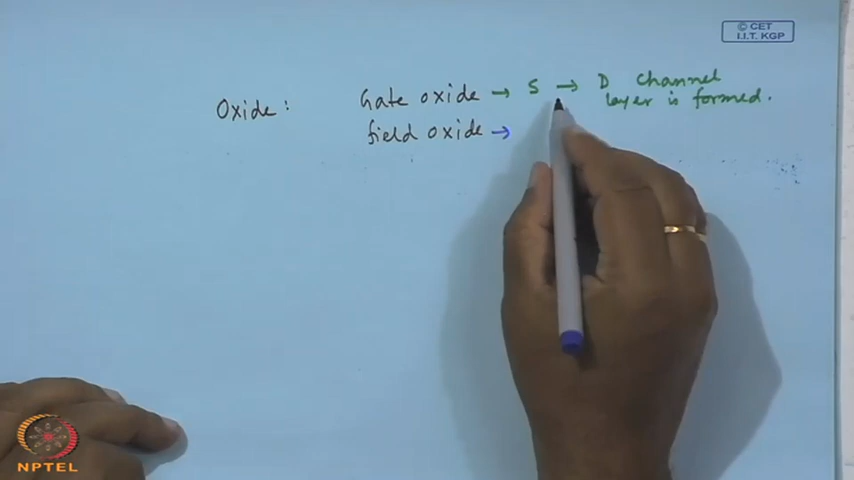 © CET
I.I.T. KGP
Oxide : Gate oxide → S → D channel
layer is formed.
field oxide →
NPTEL